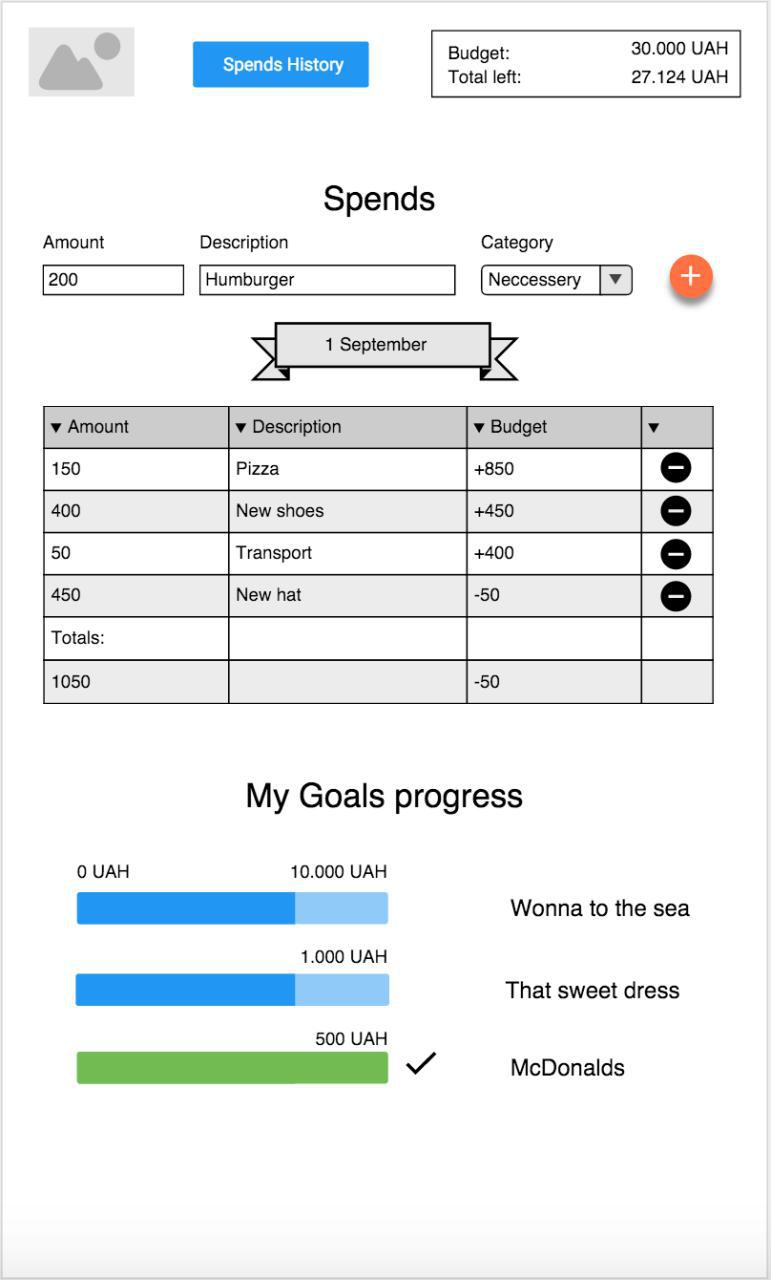 Spends History
Budget: 30.000 UAH
Total left: 27.124 UAH
Spends
Amount Description Category
200 Humburger Neccessery
1 September
Amount Description Budget
150 Pizza +850
400 New shoes +450
50 Transport +400
450 New hat -50
Totals:
1050 -50
My Goals progress
0 UAH 10.000 UAH
Wonna to the sea
1.000 UAH
That sweet dress
500 UAH
McDonalds